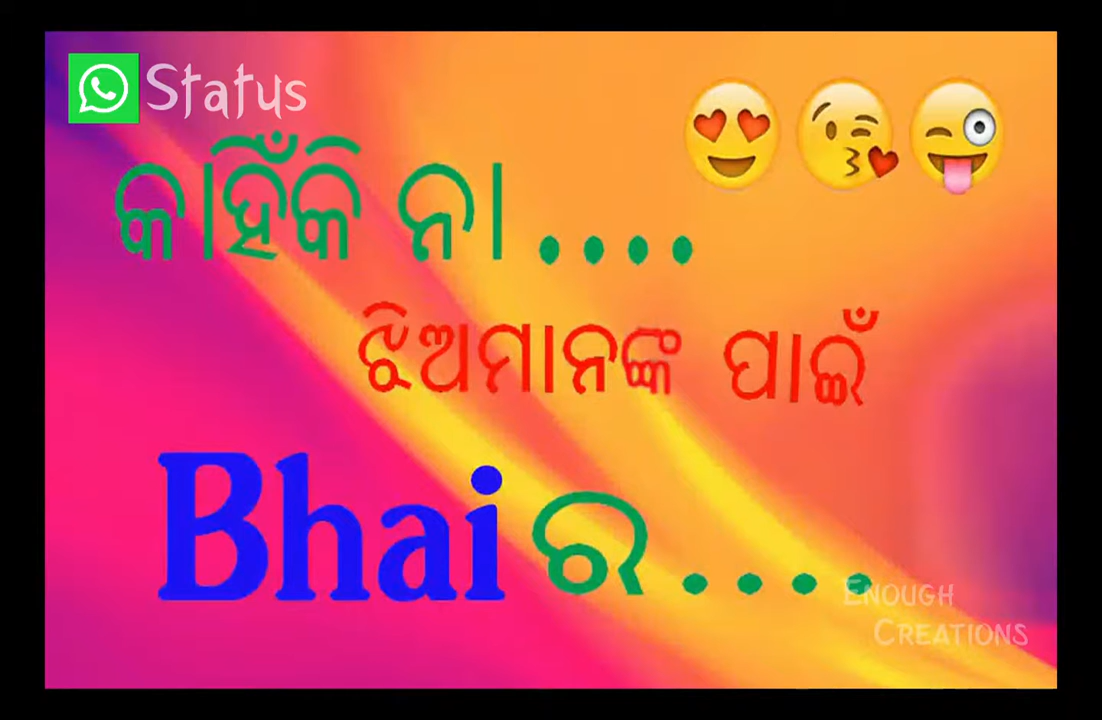 Status
କାହିଁକି ନା....
ଝିଅମାନଙ୍କ ପାଇଁ
Bhai ର....
ENOUGH
CREATIONS